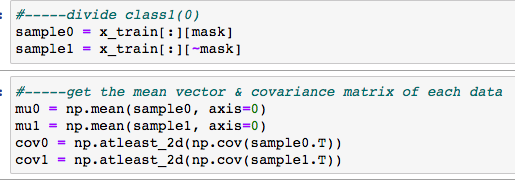 #-----divide class1(0)
sample0 = x_train[:][mask]
sample1 = x_train[:][~mask]
#-----get the mean vector & covariance matrix of each data
mu0 = np.mean(sample0, axis=0)
mu1 = np.mean(sample1, axis=0)
cov0 = np.atleast_2d(np.cov(sample0.T))
cov1 = np.atleast_2d(np.cov(sample1.T))